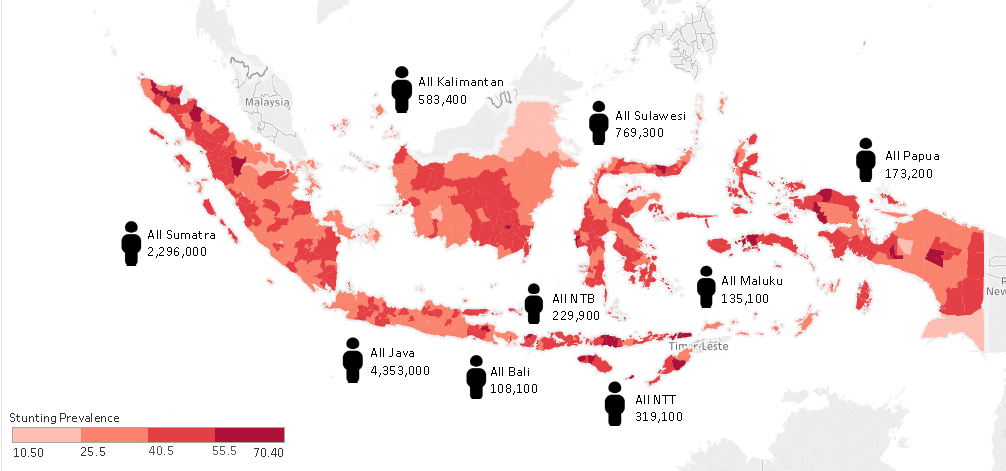 All Kalimantan
583,400
Malaysia
All Sulawesi
769,300
All Papua
173,200
All Sumatra
2,296,000
All Maluku
135,100
P
New
All NTB
229,900
Timor-Leste
All Java
4,353,000
All Bali
108,100
All NTT
319,100
Stunting Prevalence
10.50 25.5 40.5 55.5 70.40